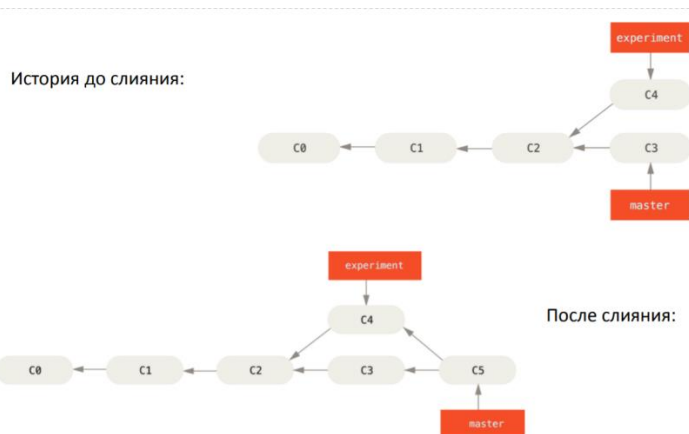 experiment
История до слияния:
C4
C0 C1 C2 C3
master
experiment
После слияния:
C4
C0 C1 C2 C3 C5
master